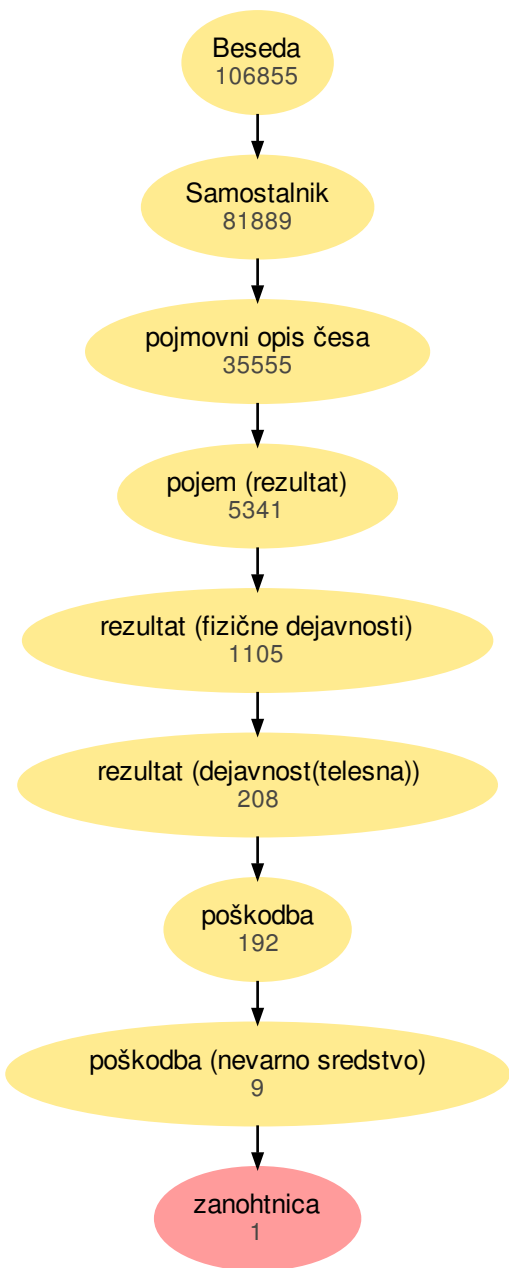 Beseda
106855
Samostalnik
81889
pojmovni opis česa
35555
pojem (rezultat)
5341
rezultat (fizične dejavnosti)
1105
rezultat (dejavnost(telesna))
208
poškodba
192
poškodba (nevarno sredstvo)
9
zanohtnica
1